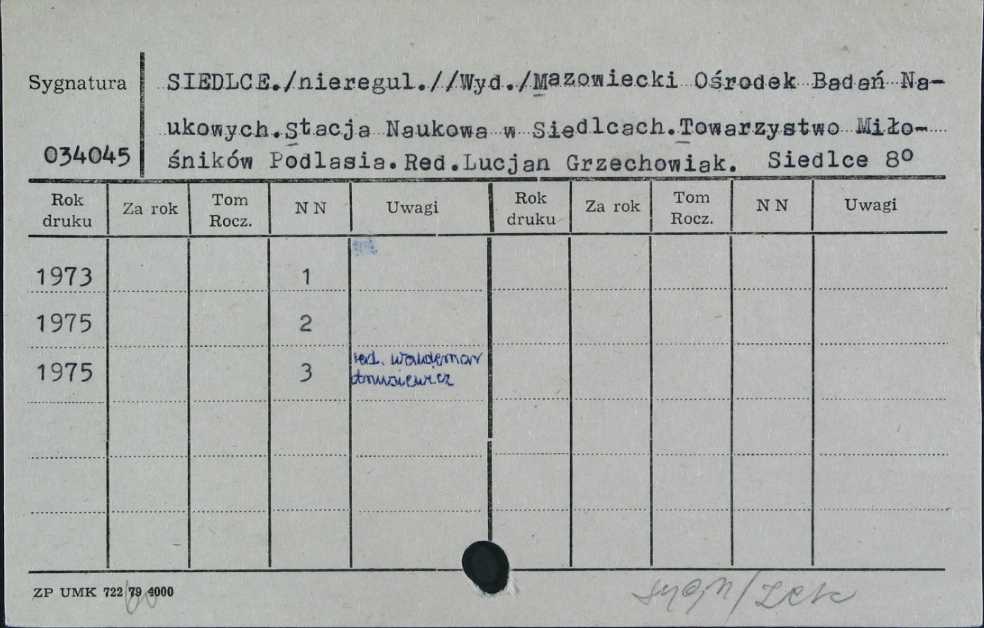 Sygnatura
SIEDLCE./nieregul.//Wyd./Mazowiecki Ośrodek Badań Na-
ukowych.Stacja Naukowa w Siedlcach.Towarzystwo Miło-
034045
śników Podlasia.Red.Lucjan Grzechowiak. Siedlce 8º
Rok druku Za rok Tom Rocz. N N Uwagi Rok druku Za rok Tom Rocz. N N Uwagi
1973 1
1975 2
1975 3 red. Waldemar
ZP UMK 722 79 4000
sygn/